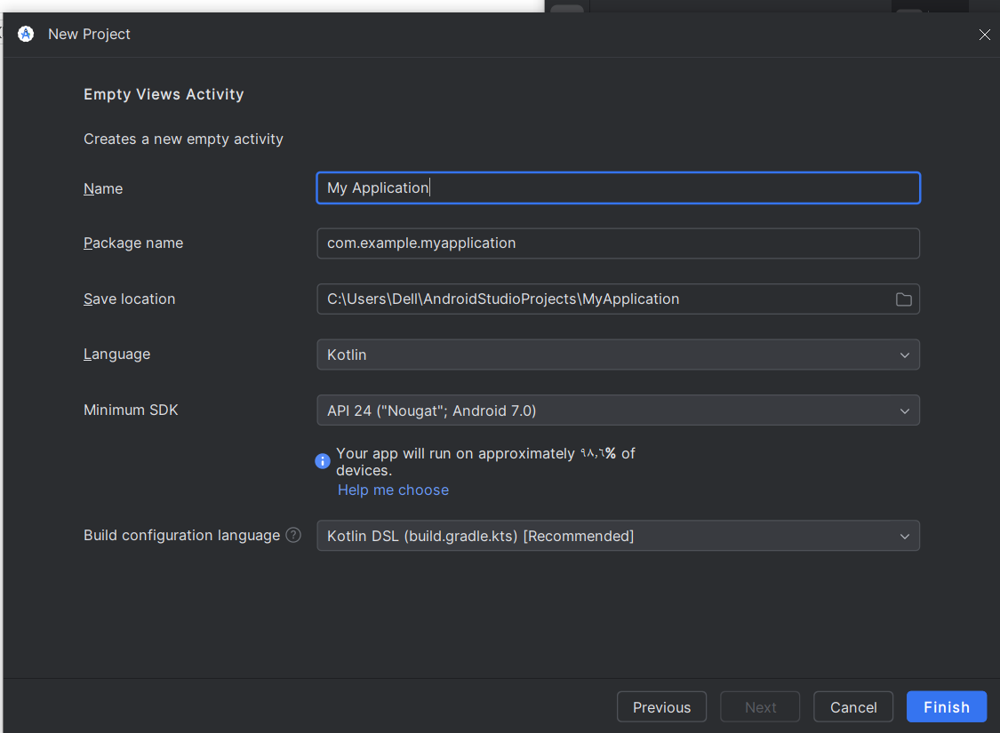 New Project
Empty Views Activity
Creates a new empty activity
Name
My Application
Package name
com.example.myapplication
Save location
C:\Users\Dell\AndroidStudioProjects\MyApplication
Language
Kotlin
Minimum SDK
API 24 ("Nougat"; Android 7.0)
Your app will run on approximately ٩٨,٦% of
devices.
Help me choose
Build configuration language ?
Kotlin DSL (build.gradle.kts) [Recommended]
Previous
Next
Cancel
Finish